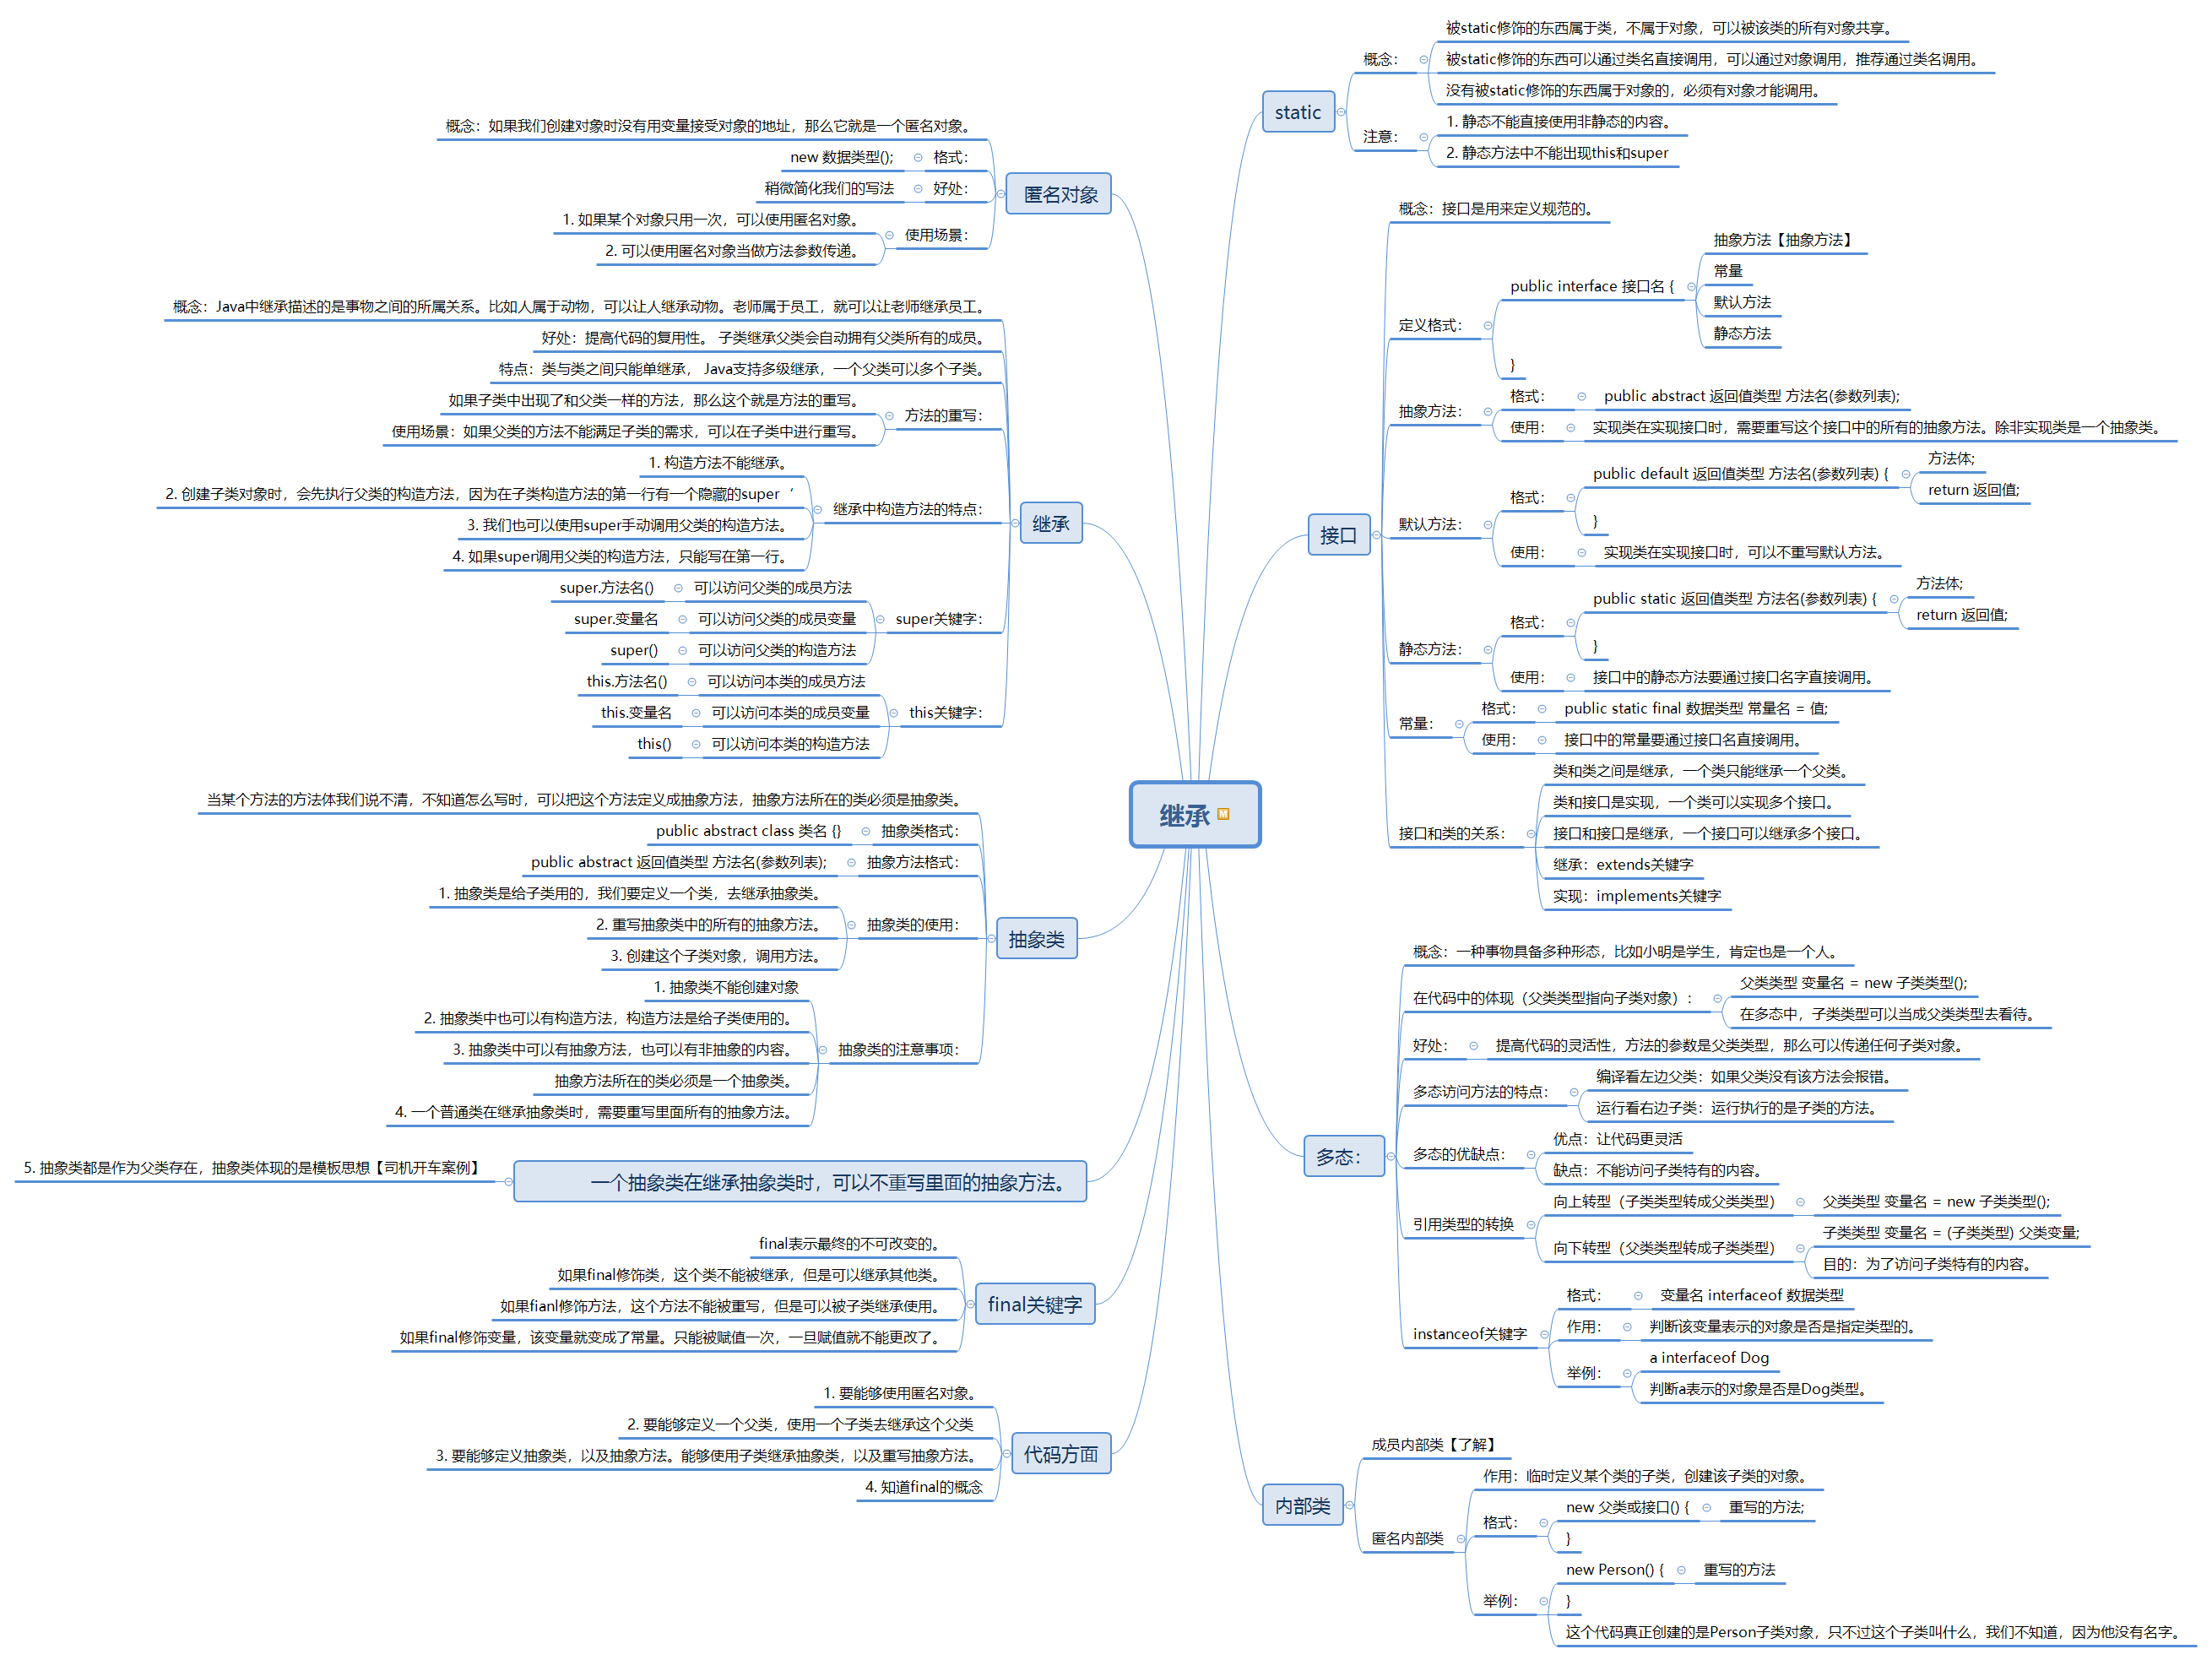 继承
匿名对象
概念：如果我们创建对象时没有用变量接受对象的地址，那么它就是一个匿名对象。
格式：
new 数据类型();
好处：
稍微简化我们的写法
使用场景：
1. 如果某个对象只用一次，可以使用匿名对象。
2. 可以使用匿名对象当做方法参数传递。
继承
概念：Java中继承描述的是事物之间的所属关系。比如人属于动物，可以让人继承动物。老师属于员工，就可以让老师继承员工。
好处：提高代码的复用性。 子类继承父类会自动拥有父类所有的成员。
特点：类与类之间只能单继承， Java支持多级继承，一个父类可以多个子类。
方法的重写：
如果子类中出现了和父类一样的方法，那么这个就是方法的重写。
使用场景：如果父类的方法不能满足子类的需求，可以在子类中进行重写。
继承中构造方法的特点：
1. 构造方法不能继承。
2. 创建子类对象时，会先执行父类的构造方法，因为在子类构造方法的第一行有一个隐藏的super‘
3. 我们也可以使用super手动调用父类的构造方法。
4. 如果super调用父类的构造方法，只能写在第一行。
super关键字：
可以访问父类的成员方法
super.方法名()
可以访问父类的成员变量
super.变量名
可以访问父类的构造方法
super()
this关键字：
可以访问本类的成员方法
this.方法名()
可以访问本类的成员变量
this.变量名
可以访问本类的构造方法
this()
抽象类
当某个方法的方法体我们说不清，不知道怎么写时，可以把这个方法定义成抽象方法，抽象方法所在的类必须是抽象类。
抽象类格式：
public abstract class 类名 {}
抽象方法格式：
public abstract 返回值类型 方法名(参数列表);
抽象类的使用：
1. 抽象类是给子类用的，我们要定义一个类，去继承抽象类。
2. 重写抽象类中的所有的抽象方法。
3. 创建这个子类对象，调用方法。
抽象类的注意事项：
1. 抽象类不能创建对象
2. 抽象类中也可以有构造方法，构造方法是给子类使用的。
3. 抽象类中可以有抽象方法，也可以有非抽象的内容。
抽象方法所在的类必须是一个抽象类。
4. 一个普通类在继承抽象类时，需要重写里面所有的抽象方法。
一个抽象类在继承抽象类时，可以不重写里面的抽象方法。
5. 抽象类都是作为父类存在，抽象类体现的是模板思想【司机开车案例】
final关键字
final表示最终的不可改变的。
如果final修饰类，这个类不能被继承，但是可以继承其他类。
如果fianl修饰方法，这个方法不能被重写，但是可以被子类继承使用。
如果final修饰变量，该变量就变成了常量。只能被赋值一次，一旦赋值就不能更改了。
代码方面
1. 要能够使用匿名对象。
2. 要能够定义一个父类，使用一个子类去继承这个父类
3. 要能够定义抽象类，以及抽象方法。能够使用子类继承抽象类，以及重写抽象方法。
4. 知道final的概念
static
概念：
被static修饰的东西属于类，不属于对象，可以被该类的所有对象共享。
被static修饰的东西可以通过类名直接调用，可以通过对象调用，推荐通过类名调用。
没有被static修饰的东西属于对象的，必须有对象才能调用。
注意：
1. 静态不能直接使用非静态的内容。
2. 静态方法中不能出现this和super
接口
概念：接口是用来定义规范的。
定义格式：
public interface 接口名 {
抽象方法【抽象方法】
常量
默认方法
静态方法
}
抽象方法：
格式：
public abstract 返回值类型 方法名(参数列表);
使用：
实现类在实现接口时，需要重写这个接口中的所有的抽象方法。除非实现类是一个抽象类。
默认方法：
格式：
public default 返回值类型 方法名(参数列表) {
方法体;
return 返回值;
}
使用：
实现类在实现接口时，可以不重写默认方法。
静态方法：
格式：
public static 返回值类型 方法名(参数列表) {
方法体;
return 返回值;
}
使用：
接口中的静态方法要通过接口名字直接调用。
常量：
格式：
public static final 数据类型 常量名 = 值;
使用：
接口中的常量要通过接口名直接调用。
接口和类的关系：
类和类之间是继承，一个类只能继承一个父类。
类和接口是实现，一个类可以实现多个接口。
接口和接口是继承，一个接口可以继承多个接口。
继承：extends关键字
实现：implements关键字
多态：
概念：一种事物具备多种形态，比如小明是学生，肯定也是一个人。
在代码中的体现（父类类型指向子类对象）：
父类类型 变量名 = new 子类类型();
在多态中，子类类型可以当成父类类型去看待。
好处：
提高代码的灵活性，方法的参数是父类类型，那么可以传递任何子类对象。
多态访问方法的特点：
编译看左边父类：如果父类没有该方法会报错。
运行看右边子类：运行执行的是子类的方法。
多态的优缺点：
优点：让代码更灵活
缺点：不能访问子类特有的内容。
引用类型的转换
向上转型（子类类型转成父类类型）
父类类型 变量名 = new 子类类型();
向下转型（父类类型转成子类类型）
子类类型 变量名 = (子类类型) 父类变量;
目的：为了访问子类特有的内容。
instanceof关键字
格式：
变量名 interfaceof 数据类型
作用：
判断该变量表示的对象是否是指定类型的。
举例：
a interfaceof Dog
判断a表示的对象是否是Dog类型。
内部类
成员内部类【了解】
匿名内部类
作用：临时定义某个类的子类，创建该子类的对象。
格式：
new 父类或接口() {
重写的方法;
}
举例：
new Person() {
重写的方法
}
这个代码真正创建的是Person子类对象，只不过这个子类叫什么，我们不知道，因为他没有名字。